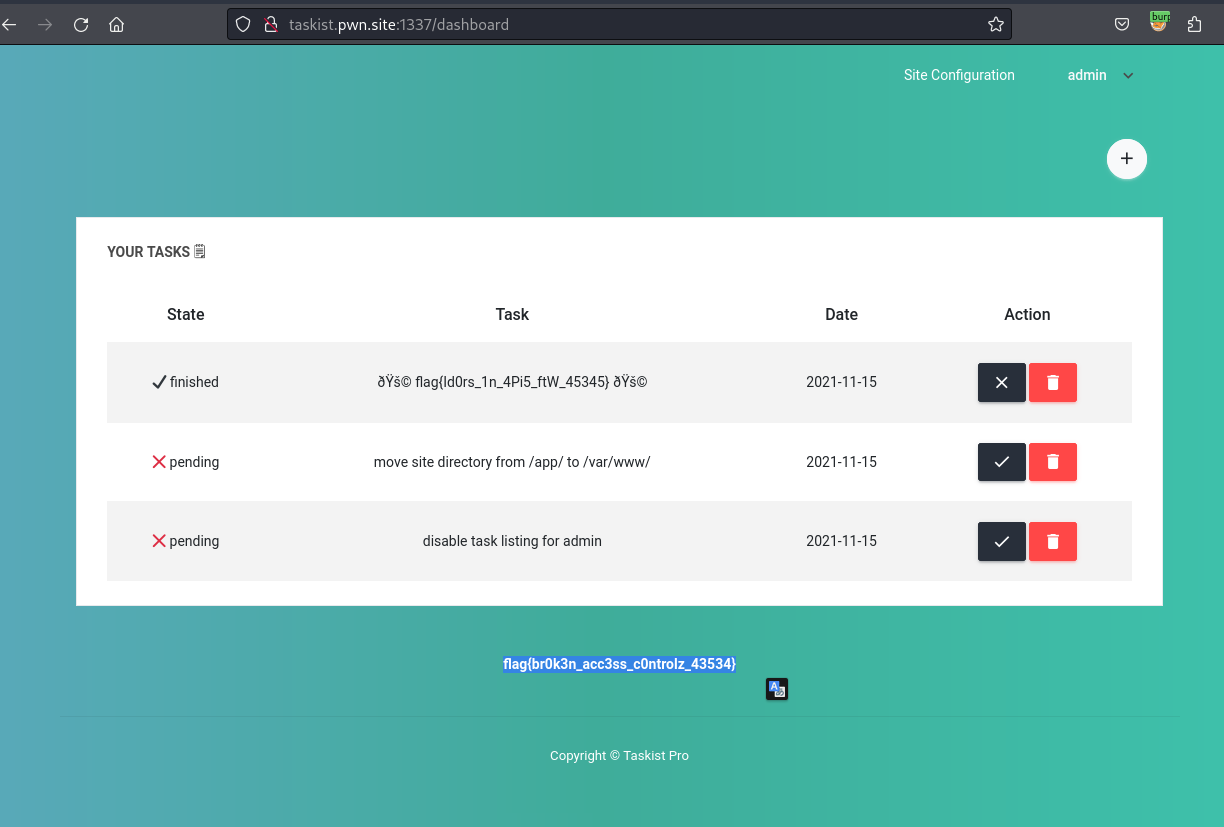 taskist.pwn.site:1337/dashboard
Site Configuration admin
+
YOUR TASKS
State Task Date Action
finished ðŸš© flag{Id0rs_1n_4Pi5_ftW_45345} ðŸš© 2021-11-15
pending move site directory from /app/ to /var/www/ 2021-11-15
pending disable task listing for admin 2021-11-15
flag{br0k3n_acc3ss_c0ntrolz_43534}
Copyright © Taskist Pro